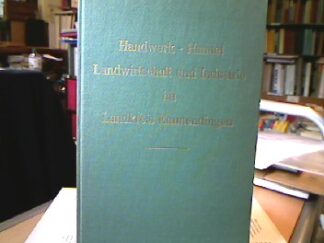 Handwerk - Handel
Landwirtschaft und Industrie
im
Landkreis Emmendingen